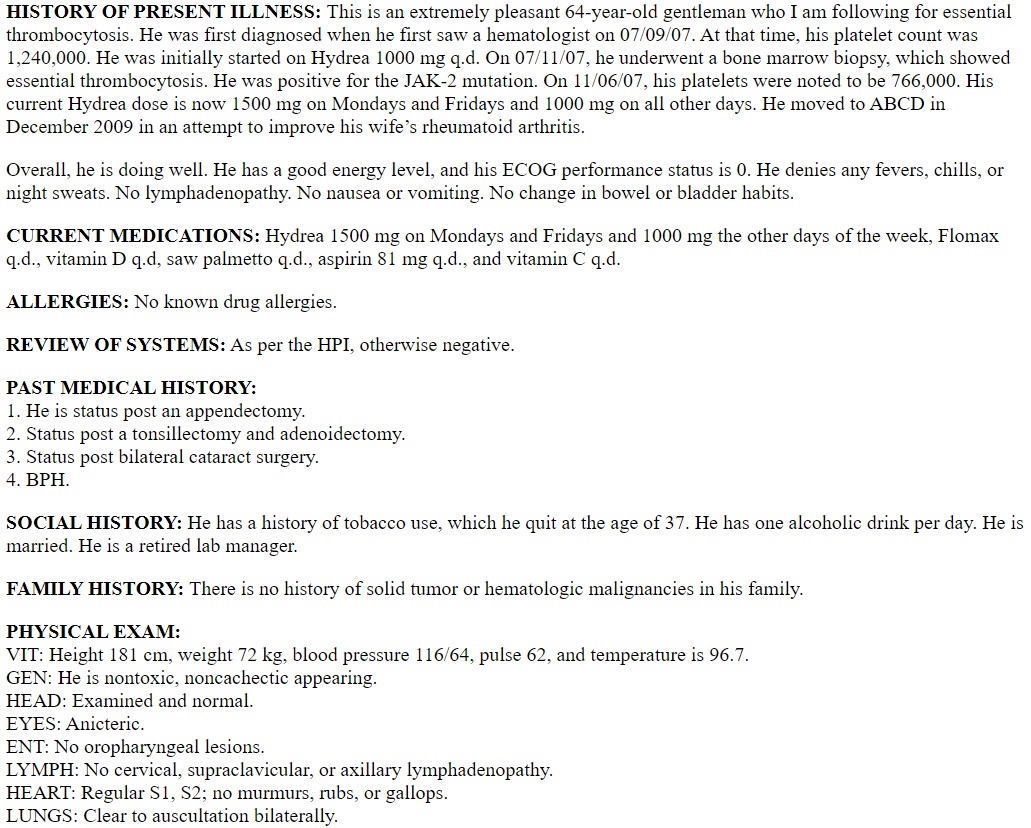 HISTORY OF PRESENT ILLNESS: This is an extremely pleasant 64-year-old gentleman who I am following for essential
thrombocytosis. He was first diagnosed when he first saw a hematologist on 07/09/07. At that time, his platelet count was
1,240,000. He was initially started on Hydrea 1000 mg q.d. On 07/11/07, he underwent a bone marrow biopsy, which showed
essential thrombocytosis. He was positive for the JAK-2 mutation. On 11/06/07, his platelets were noted to be 766,000. His
current Hydrea dose is now 1500 mg on Mondays and Fridays and 1000 mg on all other days. He moved to ABCD in
December 2009 in an attempt to improve his wife’s rheumatoid arthritis.
Overall, he is doing well. He has a good energy level, and his ECOG performance status is 0. He denies any fevers, chills, or
night sweats. No lymphadenopathy. No nausea or vomiting. No change in bowel or bladder habits.
CURRENT MEDICATIONS: Hydrea 1500 mg on Mondays and Fridays and 1000 mg the other days of the week, Flomax
q.d., vitamin D q.d, saw palmetto q.d., aspirin 81 mg q.d., and vitamin C q.d.
ALLERGIES: No known drug allergies.
REVIEW OF SYSTEMS: As per the HPI, otherwise negative.
PAST MEDICAL HISTORY:
1. He is status post an appendectomy.
2. Status post a tonsillectomy and adenoidectomy.
3. Status post bilateral cataract surgery.
4. BPH.
SOCIAL HISTORY: He has a history of tobacco use, which he quit at the age of 37. He has one alcoholic drink per day. He is
married. He is a retired lab manager.
FAMILY HISTORY: There is no history of solid tumor or hematologic malignancies in his family.
PHYSICAL EXAM:
VIT: Height 181 cm, weight 72 kg, blood pressure 116/64, pulse 62, and temperature is 96.7.
GEN: He is nontoxic, noncachectic appearing.
HEAD: Examined and normal.
EYES: Anicteric.
ENT: No oropharyngeal lesions.
LYMPH: No cervical, supraclavicular, or axillary lymphadenopathy.
HEART: Regular S1, S2; no murmurs, rubs, or gallops.
LUNGS: Clear to auscultation bilaterally.